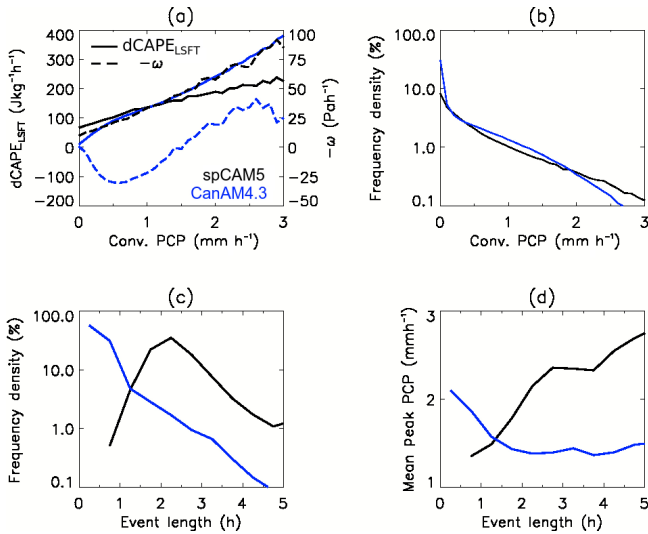 (a)
dCAPE_LSFT (Jkg⁻¹h⁻¹)
400
300
200
100
0
−100
−200
dCAPE_LSFT
−ω
spCAM5
CanAM4.3
100
75
50
25
0
−25
−50
−ω (Pah⁻¹)
0 1 2 3
Conv. PCP (mm h⁻¹)
(b)
Frequency density (%)
100.0
10.0
1.0
0.1
0 1 2 3
Conv. PCP (mm h⁻¹)
(c)
Frequency density (%)
100.0
10.0
1.0
0.1
0 1 2 3 4 5
Event length (h)
(d)
Mean Peak PCP (mmh⁻¹)
3
2
1
0 1 2 3 4 5
Event length (h)